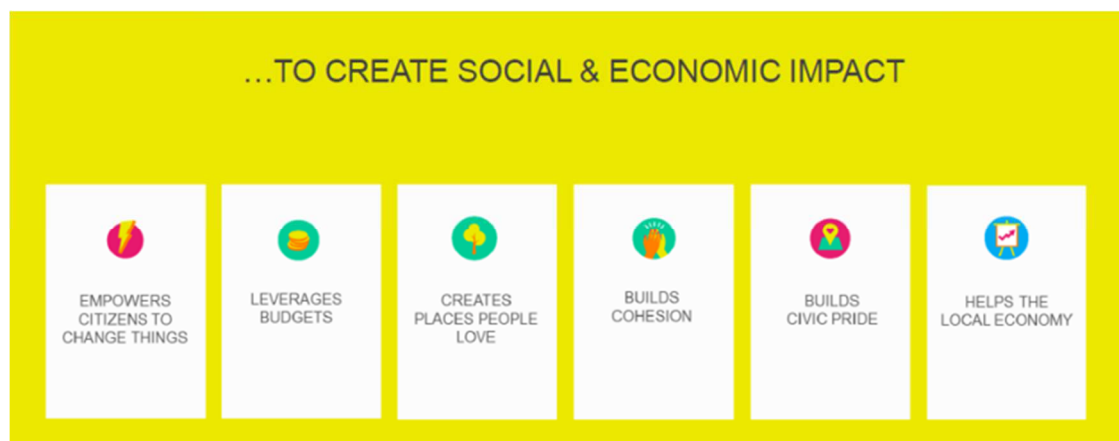 ...TO CREATE SOCIAL & ECONOMIC IMPACT
EMPOWERS
CITIZENS TO
CHANGE THINGS
LEVERAGES
BUDGETS
CREATES
PLACES PEOPLE
LOVE
BUILDS
COHESION
BUILDS
CIVIC PRIDE
HELPS THE
LOCAL ECONOMY